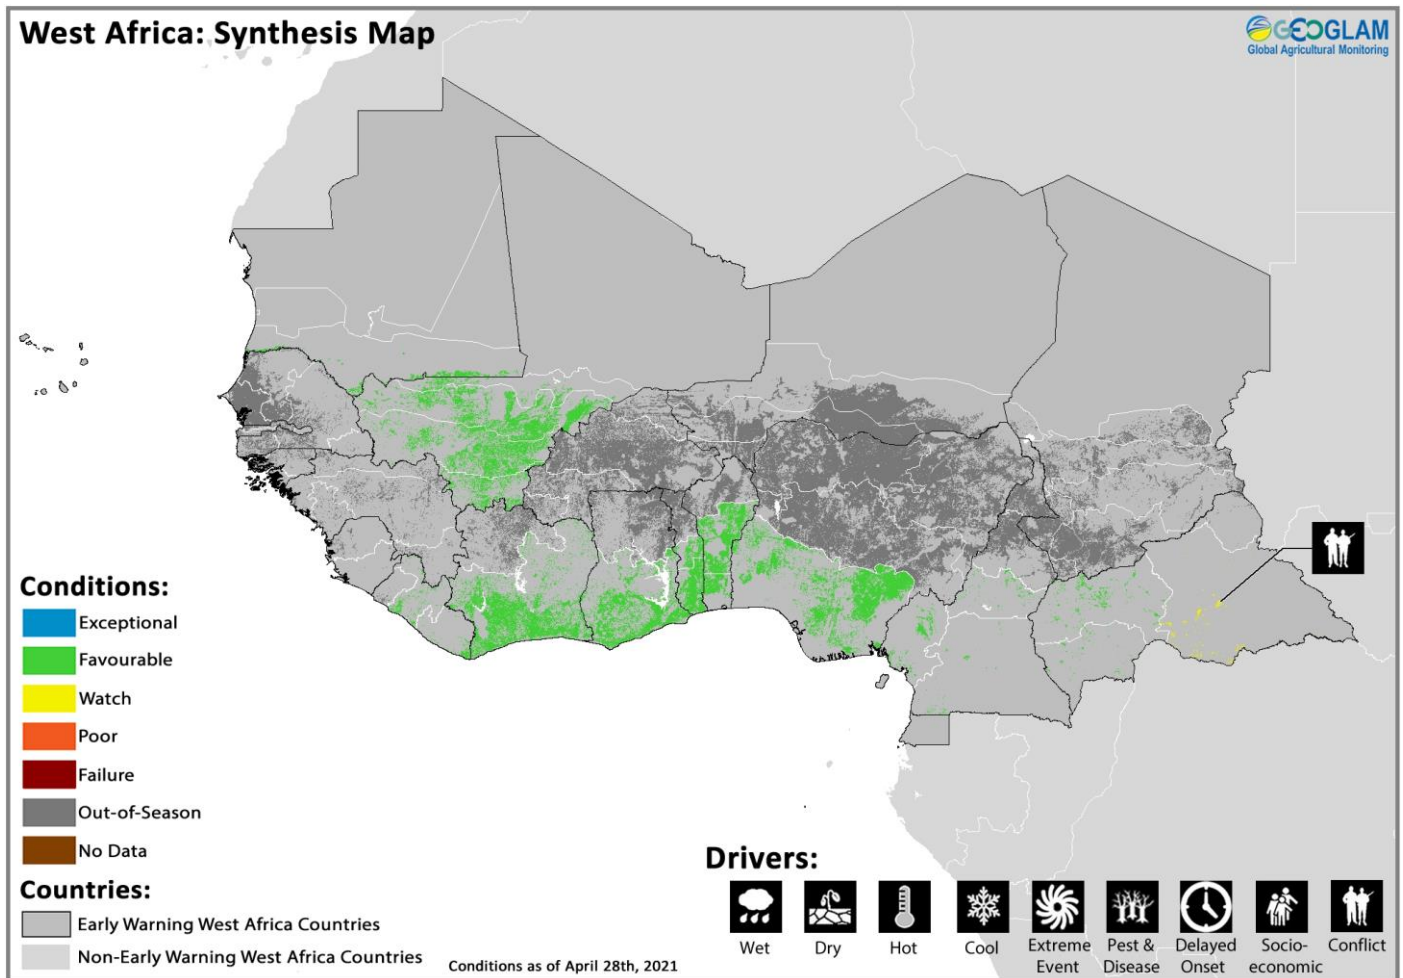 West Africa: Synthesis Map
GEOGLAM
Global Agricultural Monitoring
Conditions:
Exceptional
Favourable
Watch
Poor
Failure
Out-of-Season
No Data
Countries:
Early Warning West Africa Countries
Non-Early Warning West Africa Countries
Conditions as of April 28th, 2021
Drivers:
Wet
Dry
Hot
Cool
Extreme
Event
Pest &
Disease
Delayed
Onset
Socio-
economic
Conflict